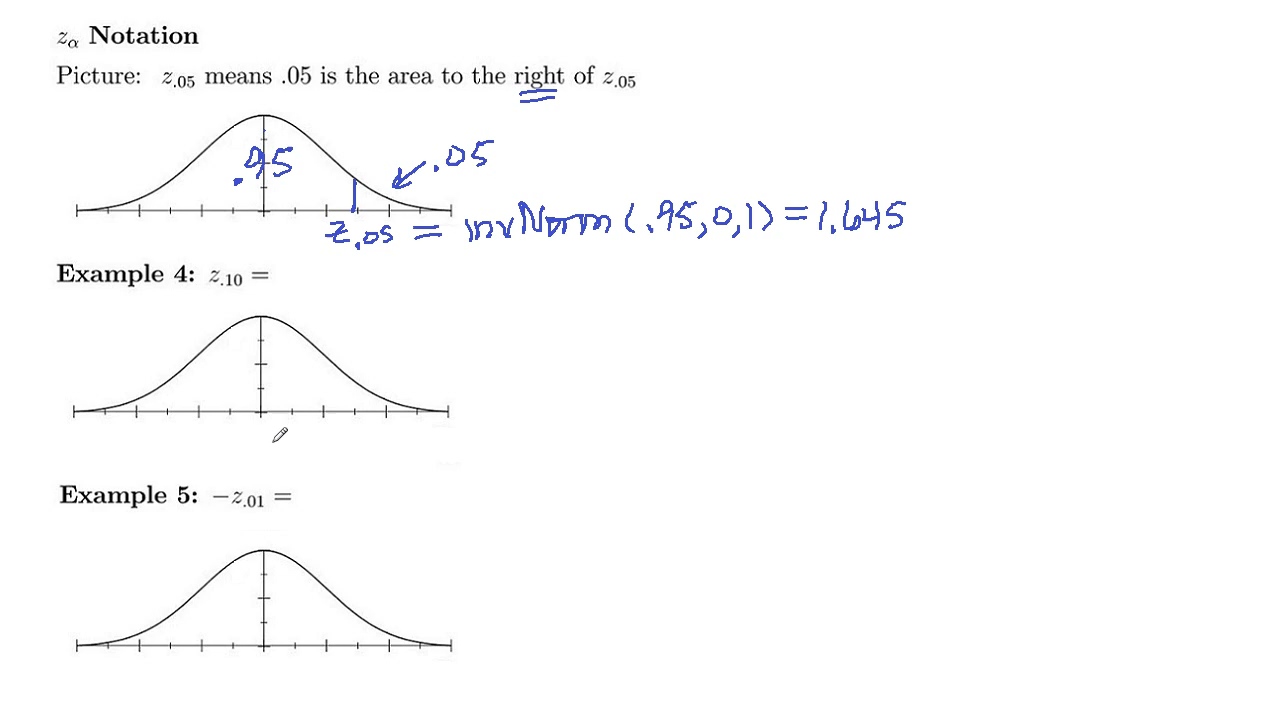 zα Notation
Picture: z.05 means .05 is the area to the right of z.05
.95
.05
z.05 = invNorm(.95,0,1) = 1.645
Example 4: z.10 =
Example 5: −z.01 =